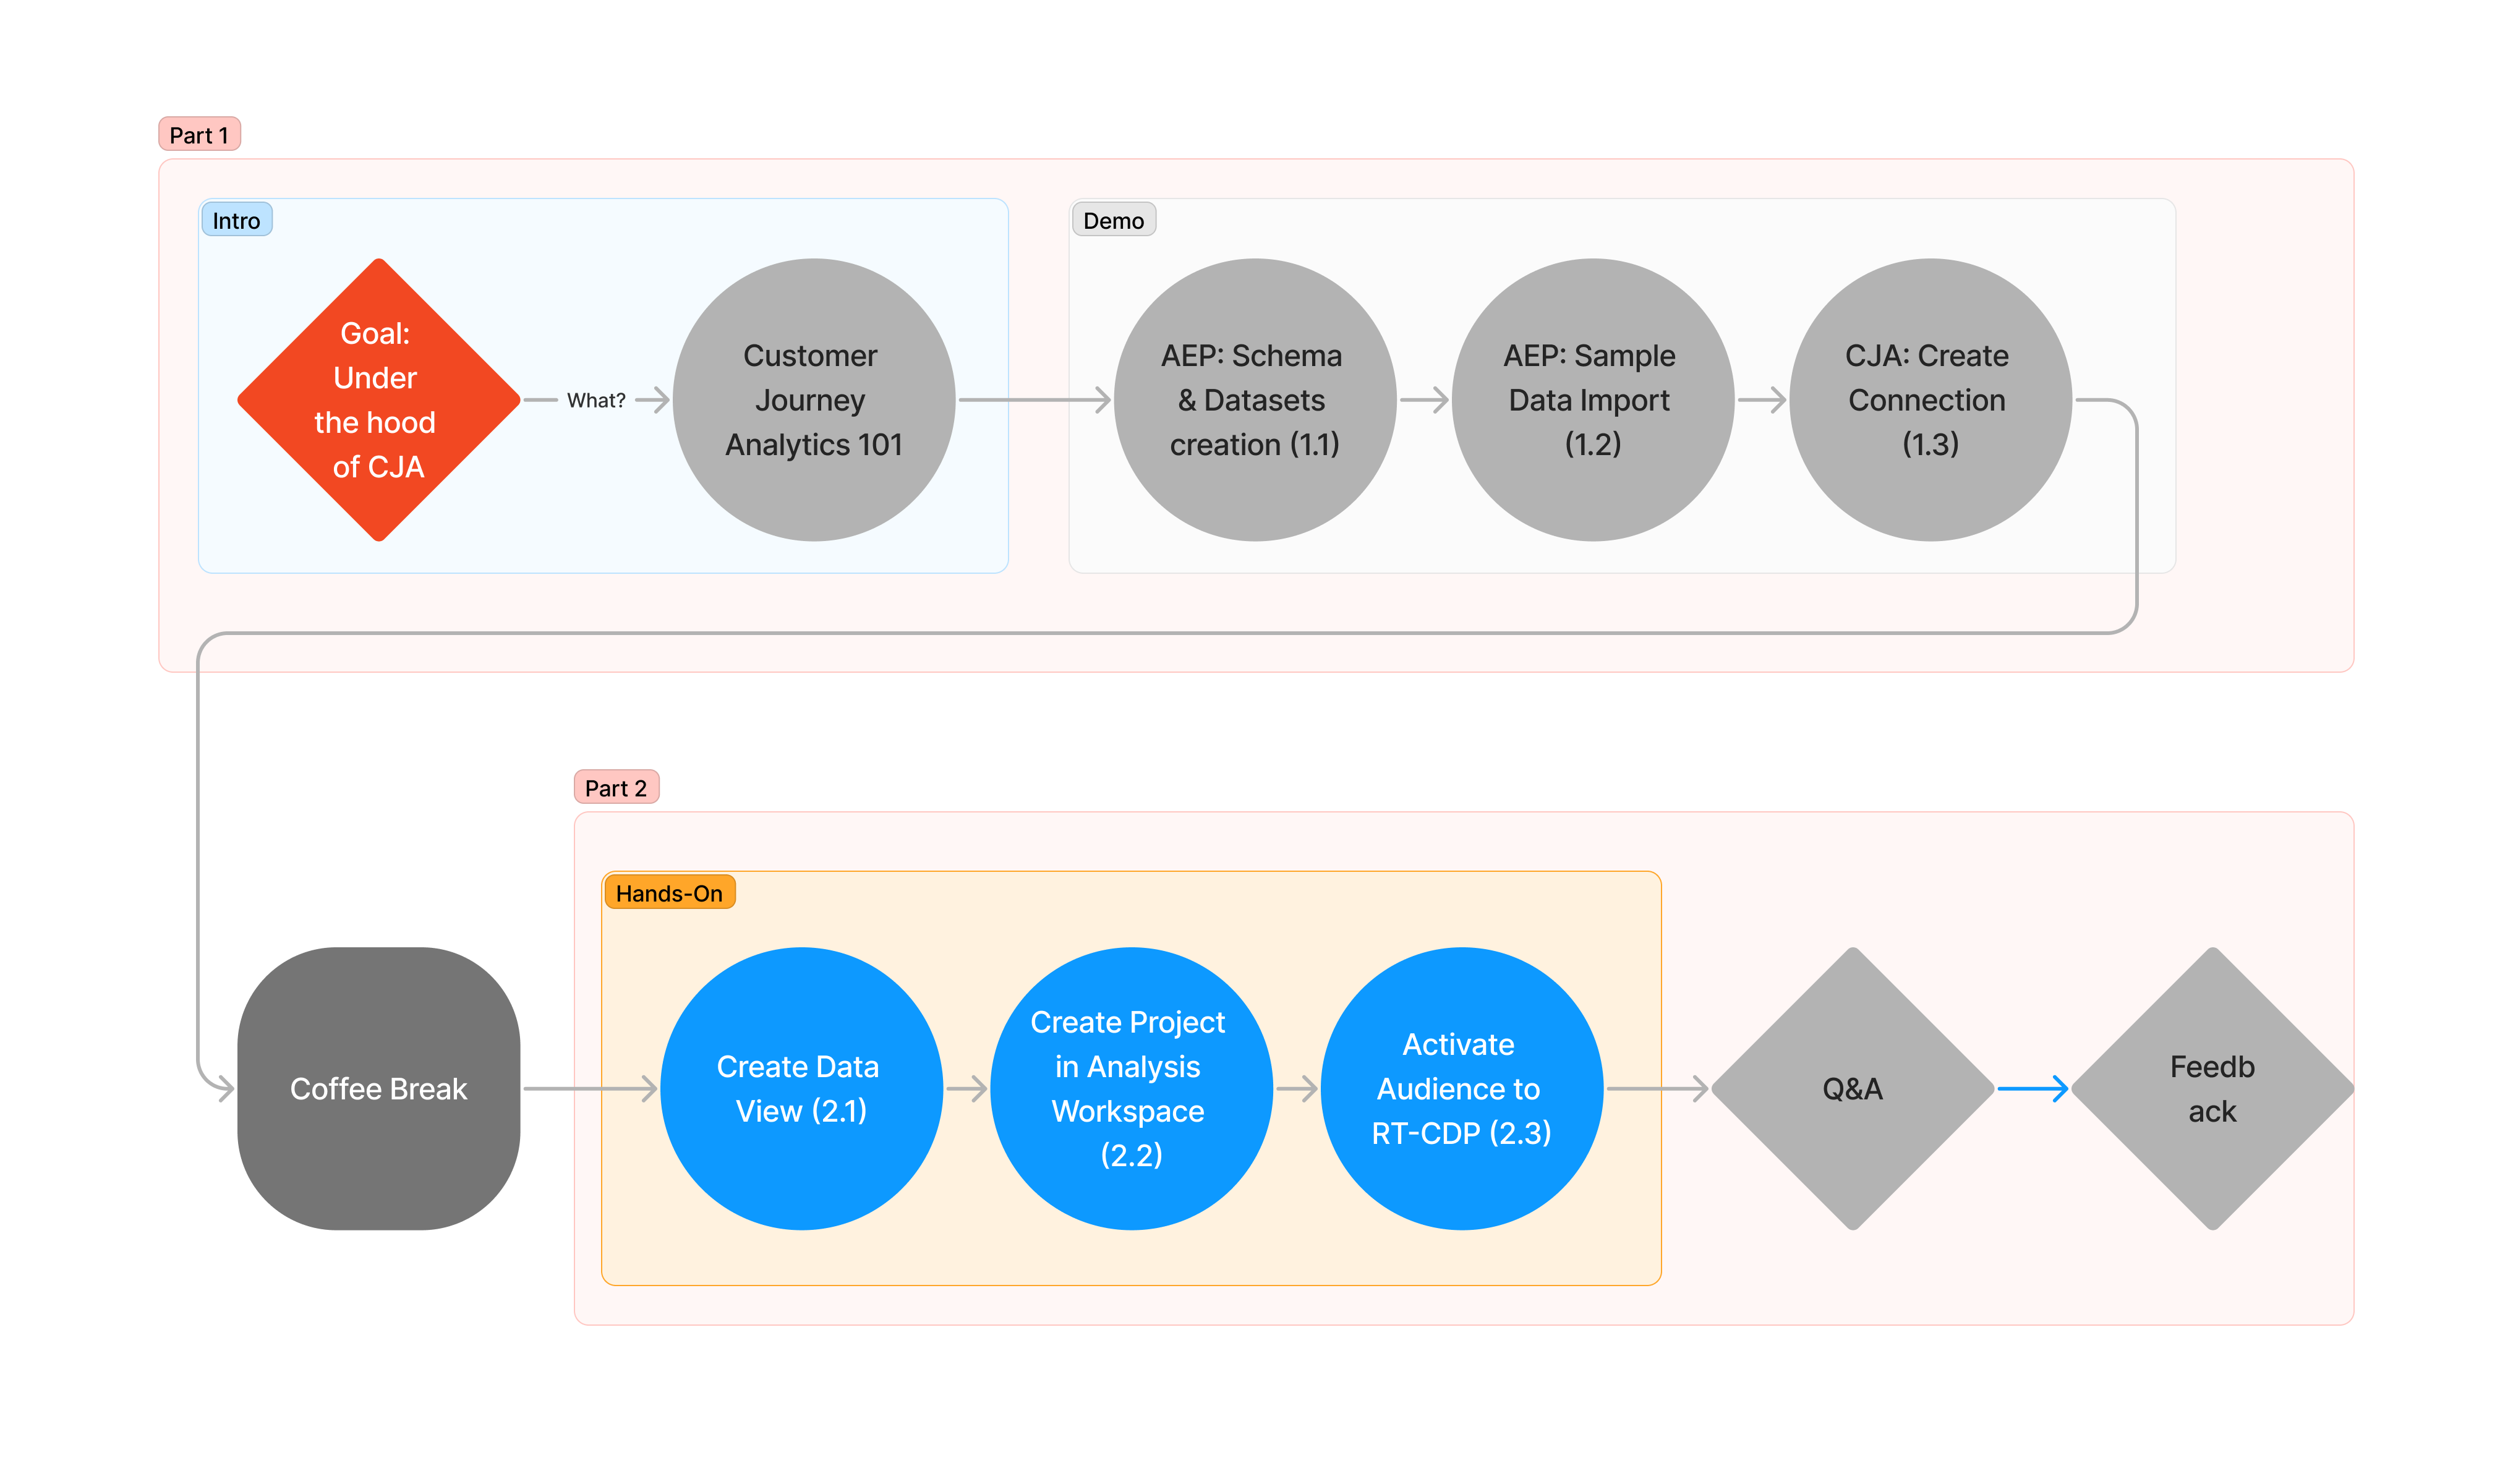 Part 1
Intro
Demo
Goal:
Under
the hood
of CJA
What?
Customer
Journey
Analytics 101
AEP: Schema
& Datasets
creation (1.1)
AEP: Sample
Data Import
(1.2)
CJA: Create
Connection
(1.3)
Part 2
Hands-On
Coffee Break
Create Data
View (2.1)
Create Project
in Analysis
Workspace
(2.2)
Activate
Audience to
RT-CDP (2.3)
Q&A
Feedb
ack